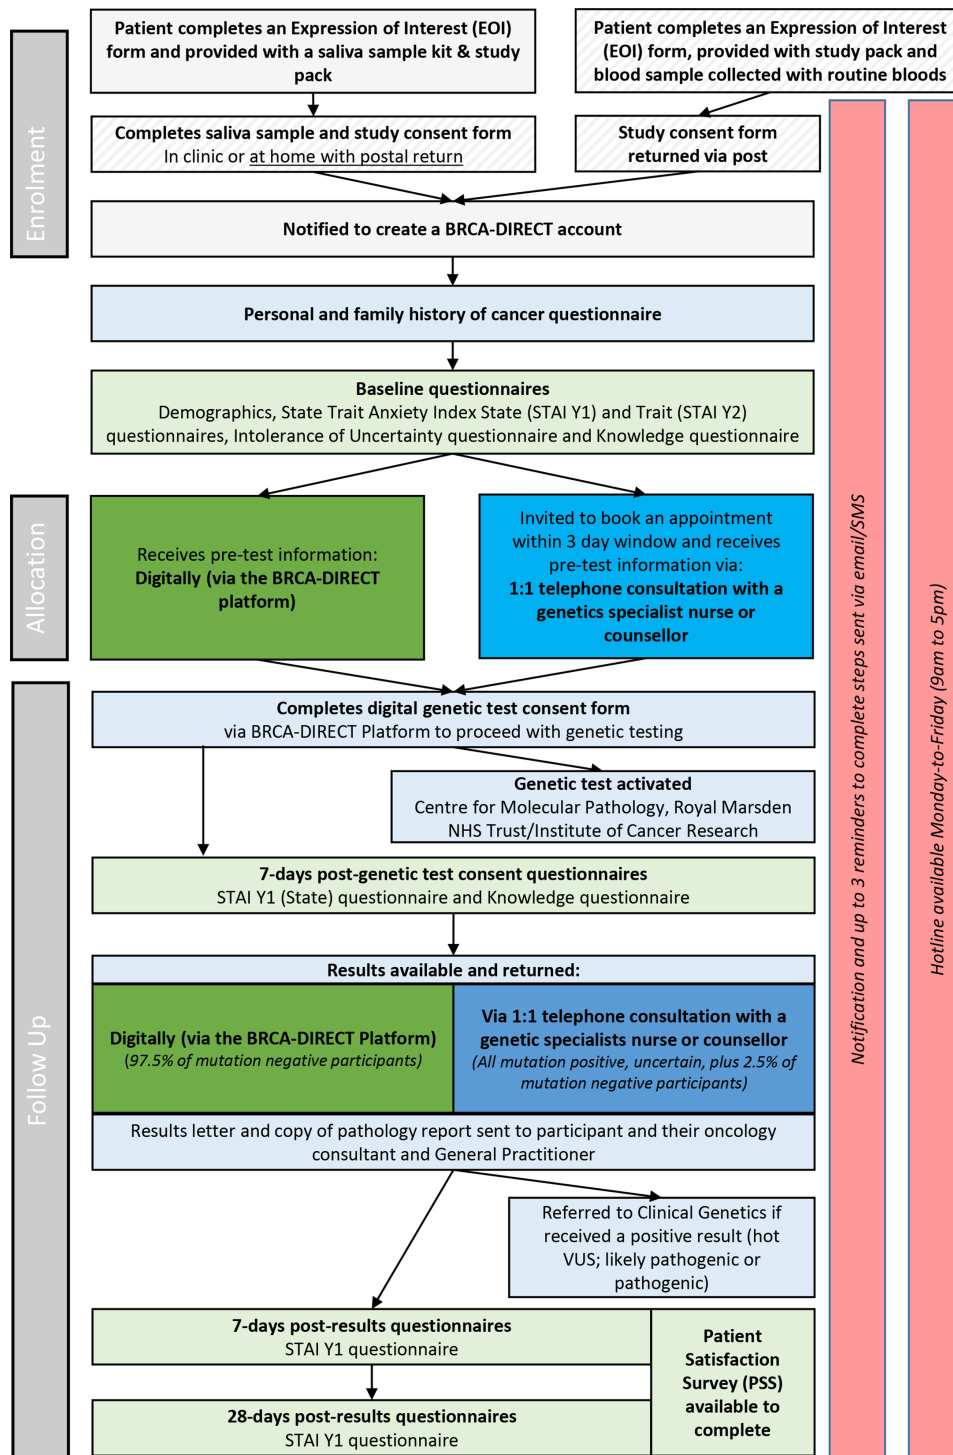 Enrolment
Patient completes an Expression of Interest (EOI)
form and provided with a saliva sample kit & study
pack
Patient completes an Expression of Interest
(EOI) form, provided with study pack and
blood sample collected with routine bloods
Completes saliva sample and study consent form
In clinic or at home with postal return
Study consent form
returned via post
Notified to create a BRCA-DIRECT account
Personal and family history of cancer questionnaire
Baseline questionnaires
Demographics, State Trait Anxiety Index State (STAI Y1) and Trait (STAI Y2)
questionnaires, Intolerance of Uncertainty questionnaire and Knowledge questionnaire
Allocation
Receives pre-test information:
Digitally (via the BRCA-DIRECT
platform)
Invited to book an appointment
within 3 day window and receives
pre-test information via:
1:1 telephone consultation with a
genetics specialist nurse or
counsellor
Follow Up
Completes digital genetic test consent form
via BRCA-DIRECT Platform to proceed with genetic testing
Genetic test activated
Centre for Molecular Pathology, Royal Marsden
NHS Trust/Institute of Cancer Research
7-days post-genetic test consent questionnaires
STAI Y1 (State) questionnaire and Knowledge questionnaire
Results available and returned:
Digitally (via the BRCA-DIRECT Platform)
(97.5% of mutation negative participants)
Via 1:1 telephone consultation with a
genetic specialists nurse or counsellor
(All mutation positive, uncertain, plus 2.5% of
mutation negative participants)
Results letter and copy of pathology report sent to participant and their oncology
consultant and General Practitioner
Referred to Clinical Genetics if
received a positive result (hot
VUS; likely pathogenic or
pathogenic)
7-days post-results questionnaires
STAI Y1 questionnaire
28-days post-results questionnaires
STAI Y1 questionnaire
Patient
Satisfaction
Survey (PSS)
available to
complete
Notification and up to 3 reminders to complete steps sent via email/SMS
Hotline available Monday-to-Friday (9am to 5pm)